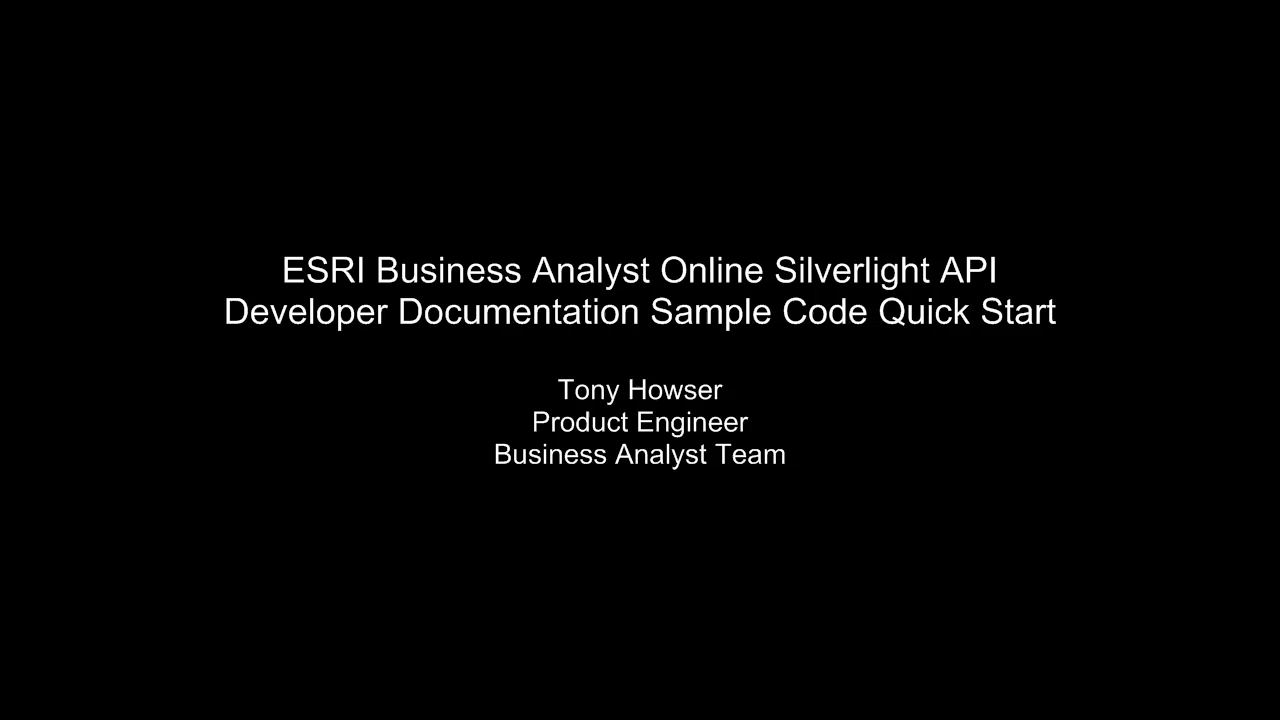 ESRI Business Analyst Online Silverlight API
Developer Documentation Sample Code Quick Start
Tony Howser
Product Engineer
Business Analyst Team